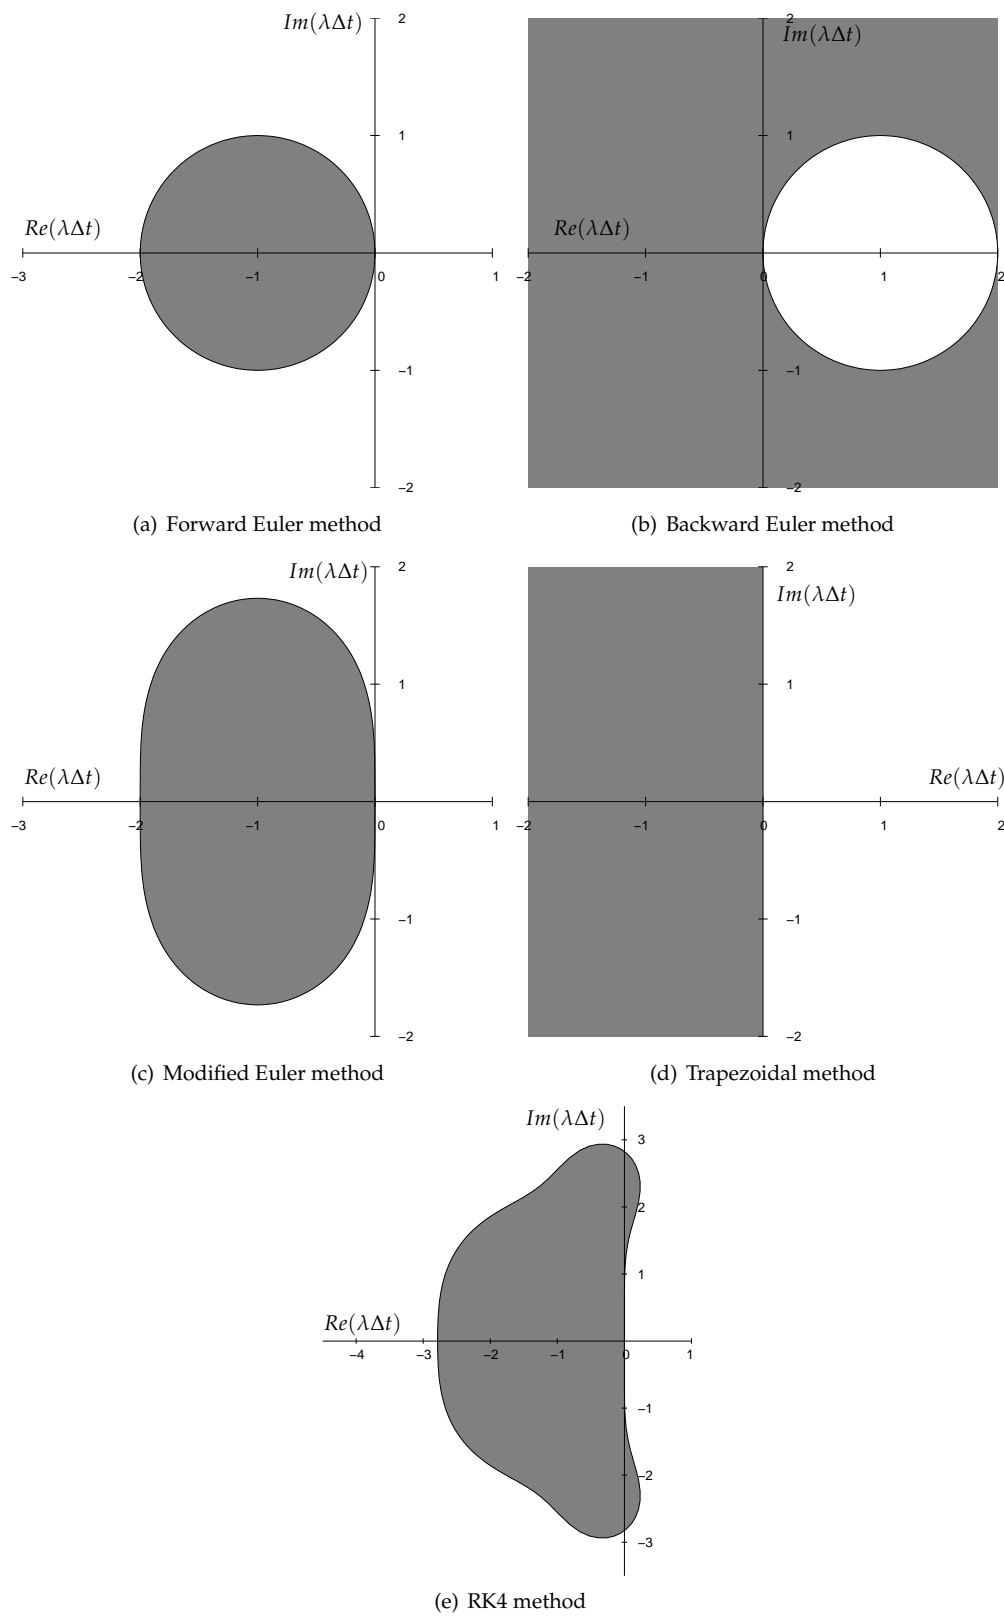 Im(λΔt) 2
1
Re(λΔt)
−3 −2 −1 0 1
−1
−2
(a) Forward Euler method
2
Im(λΔt)
1
Re(λΔt)
−2 −1 0 1 2
−1
−2
(b) Backward Euler method
Im(λΔt) 2
1
Re(λΔt)
−3 −2 −1 0 1
−1
−2
(c) Modified Euler method
2
Im(λΔt)
1
Re(λΔt)
−2 −1 0 1 2
−1
−2
(d) Trapezoidal method
Im(λΔt)
3
2
1
Re(λΔt)
−4 −3 −2 −1 0 1
−1
−2
−3
(e) RK4 method